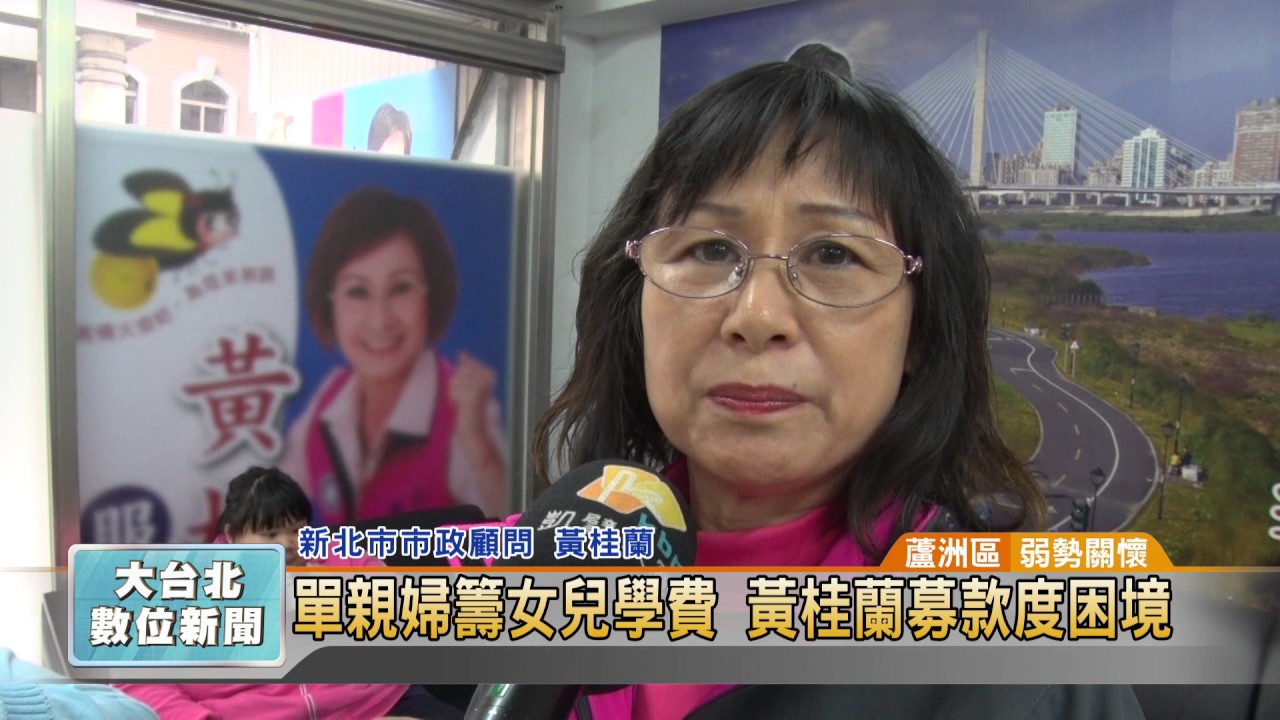 黃
服
凱
新北市市政顧問 黃桂蘭
蘆洲區 弱勢關懷
大台北
數位新聞
單親婦籌女兒學費 黃桂蘭募款度困境